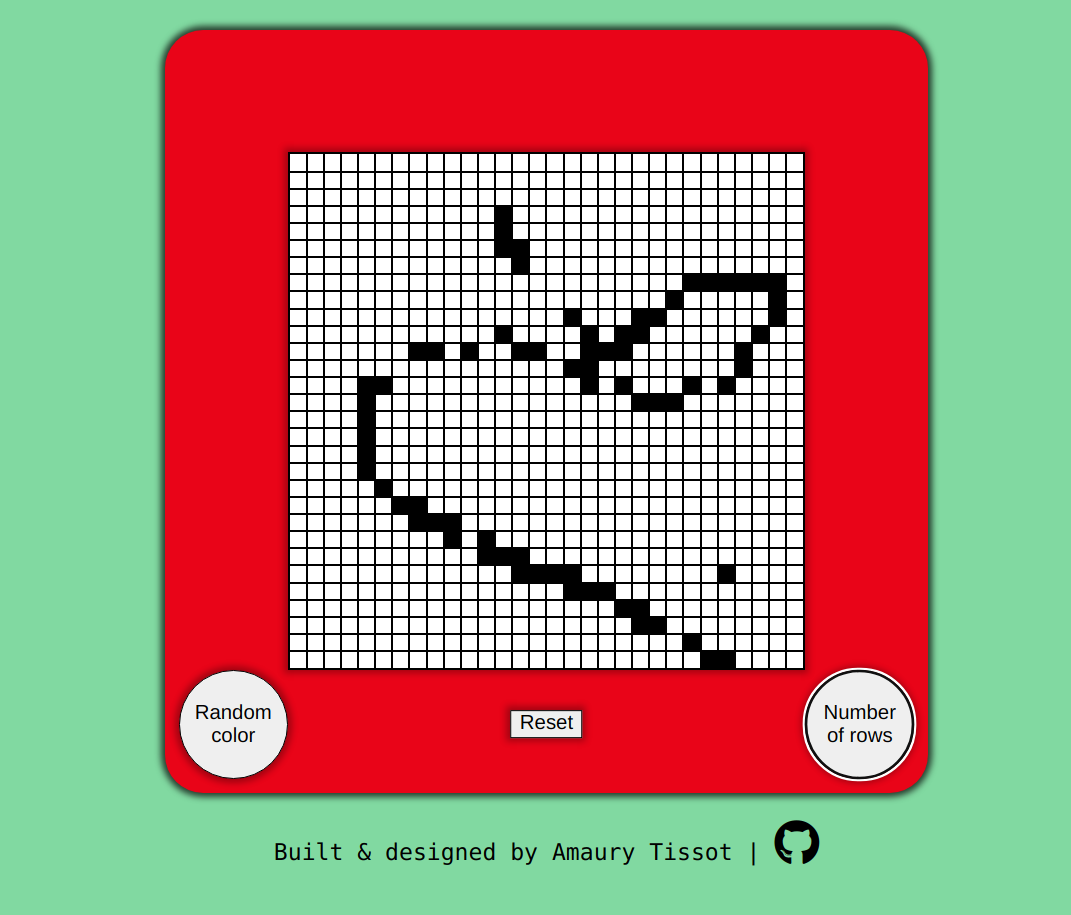 Random
color
Reset
Number
of rows
Built & designed by Amaury Tissot |